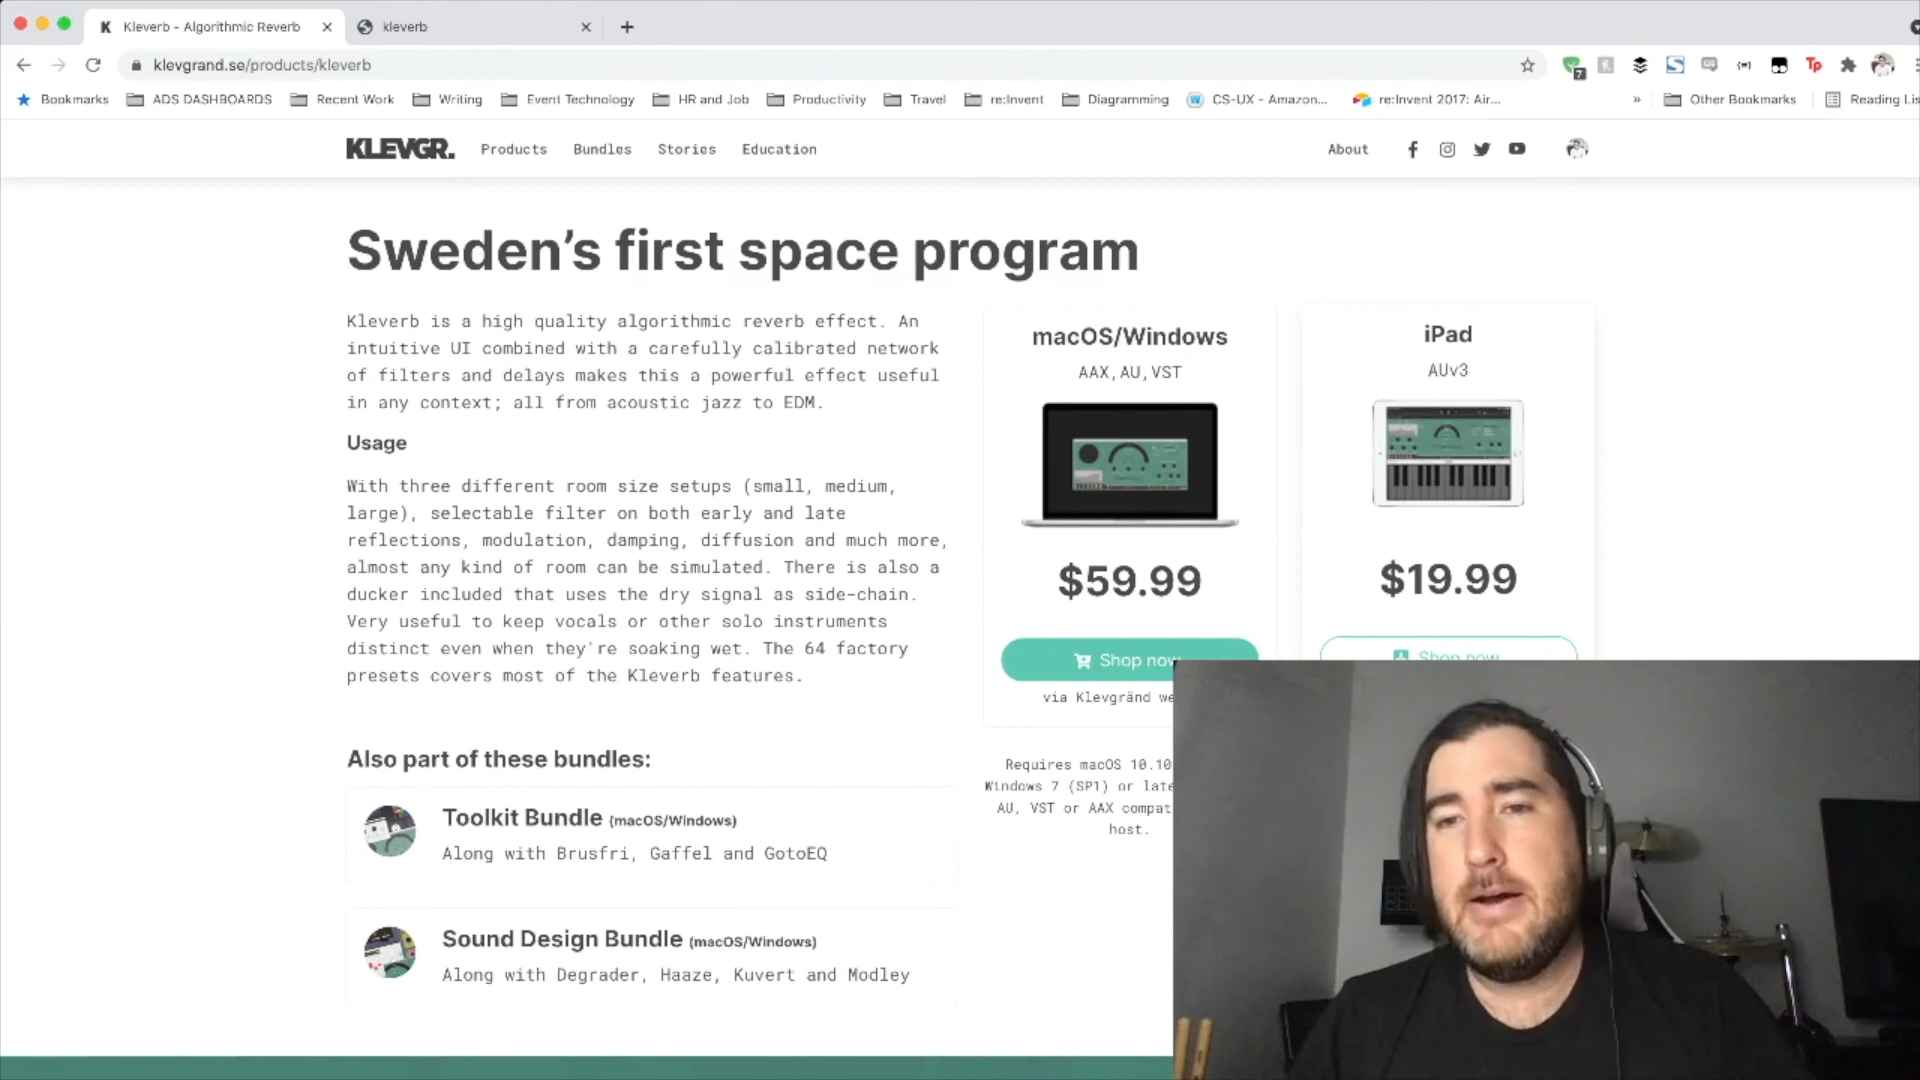 K Kleverb - Algorithmic Reverb
kleverb
klevgrand.se/products/kleverb
7
Tp
Bookmarks ADS DASHBOARDS Recent Work Writing Event Technology HR and Job Productivity Travel re:Invent Diagramming CS-UX - Amazon... re:Invent 2017: Air... » Other Bookmarks Reading Lis
KLEVGR. Products Bundles Stories Education About
Sweden’s first space program
Kleverb is a high quality algorithmic reverb effect. An
intuitive UI combined with a carefully calibrated network
of filters and delays makes this a powerful effect useful
in any context; all from acoustic jazz to EDM.
Usage
With three different room size setups (small, medium,
large), selectable filter on both early and late
reflections, modulation, damping, diffusion and much more,
almost any kind of room can be simulated. There is also a
ducker included that uses the dry signal as side-chain.
Very useful to keep vocals or other solo instruments
distinct even when they're soaking wet. The 64 factory
presets covers most of the Kleverb features.
Also part of these bundles:
Toolkit Bundle (macOS/Windows)
Along with Brusfri, Gaffel and GotoEQ
Sound Design Bundle (macOS/Windows)
Along with Degrader, Haaze, Kuvert and Modley
macOS/Windows
AAX, AU, VST
$59.99
Shop now
via Klevgränd we
Requires macOS 10.10
Windows 7 (SP1) or late
AU, VST or AAX compat
host.
iPad
AUv3
$19.99
Shop now